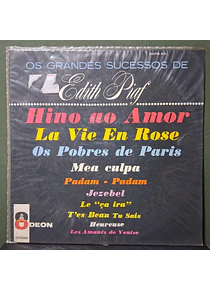 OS GRANDES SUCESSOS DE
Edith Piaf
Hino ao Amor
La Vie En Rose
Os Pobres de Paris
Mea culpa
Padam - Padam
Jezebel
Le "ça ira"
T'es Beau Tu Sais
Heureuse
Les Amants de Venise
ODEON